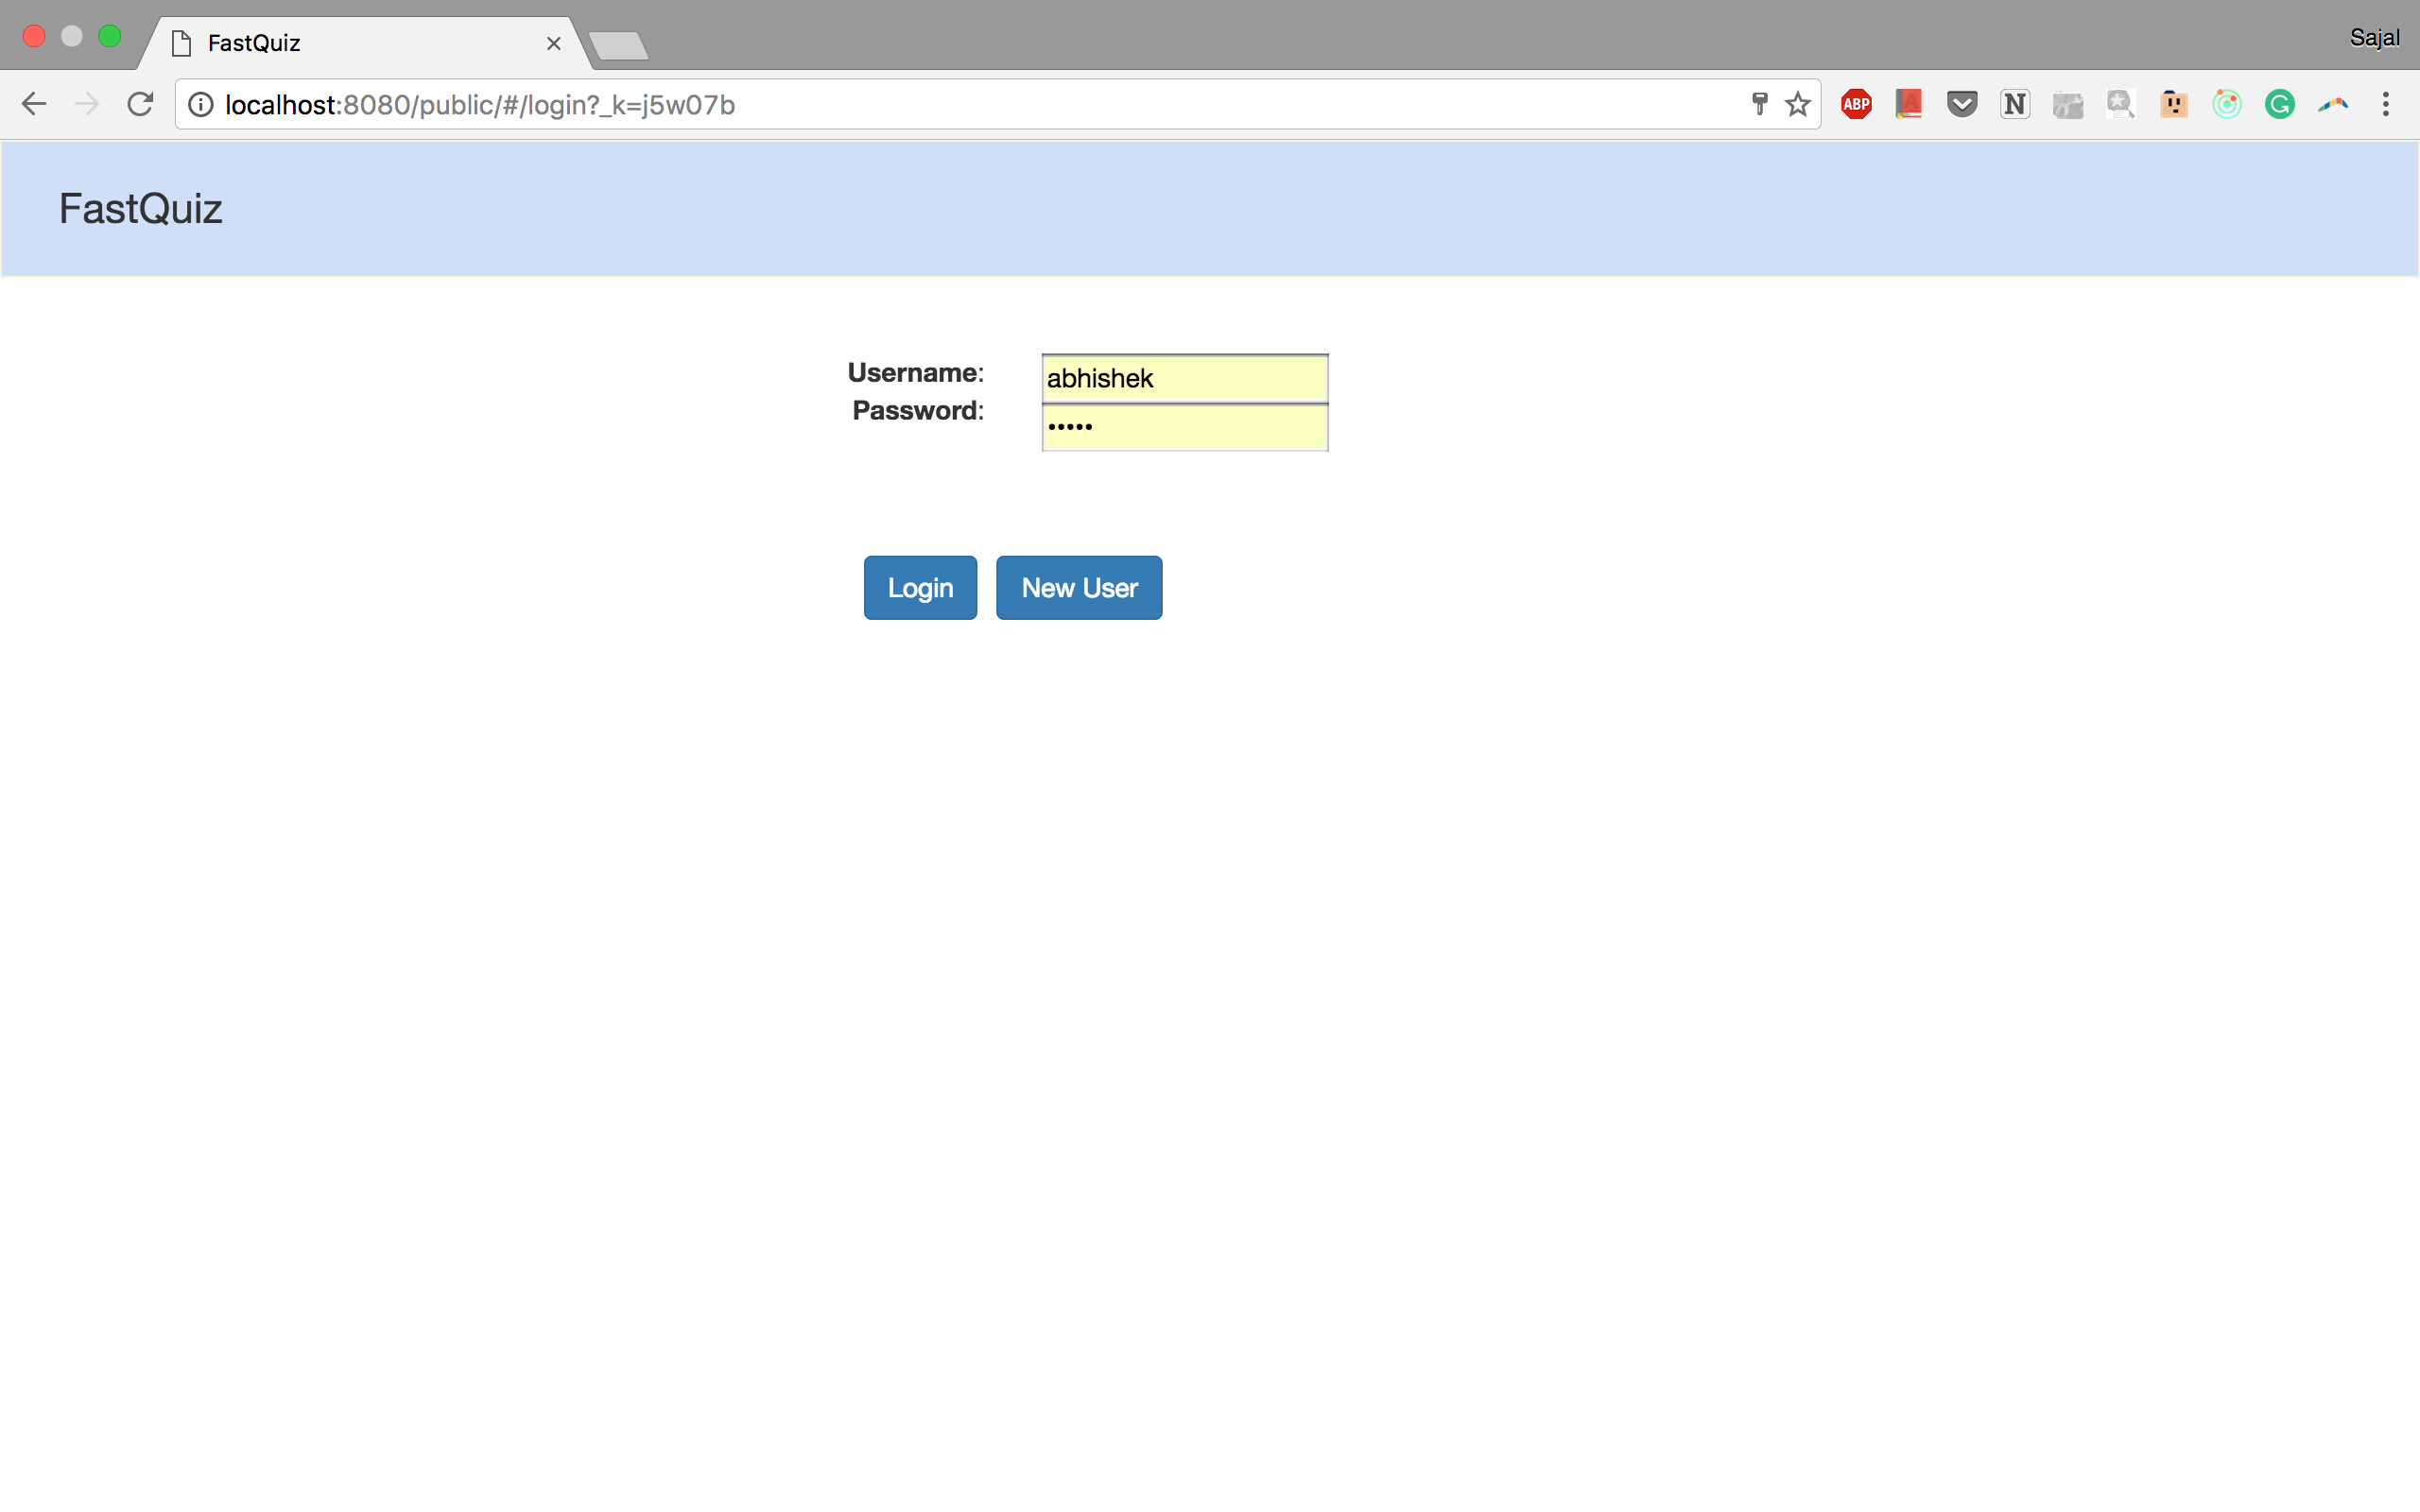 FastQuiz
Sajal
localhost:8080/public/#/login?_k=j5w07b
ABP
N
G
FastQuiz
Username: abhishek
Password: •••••
Login New User